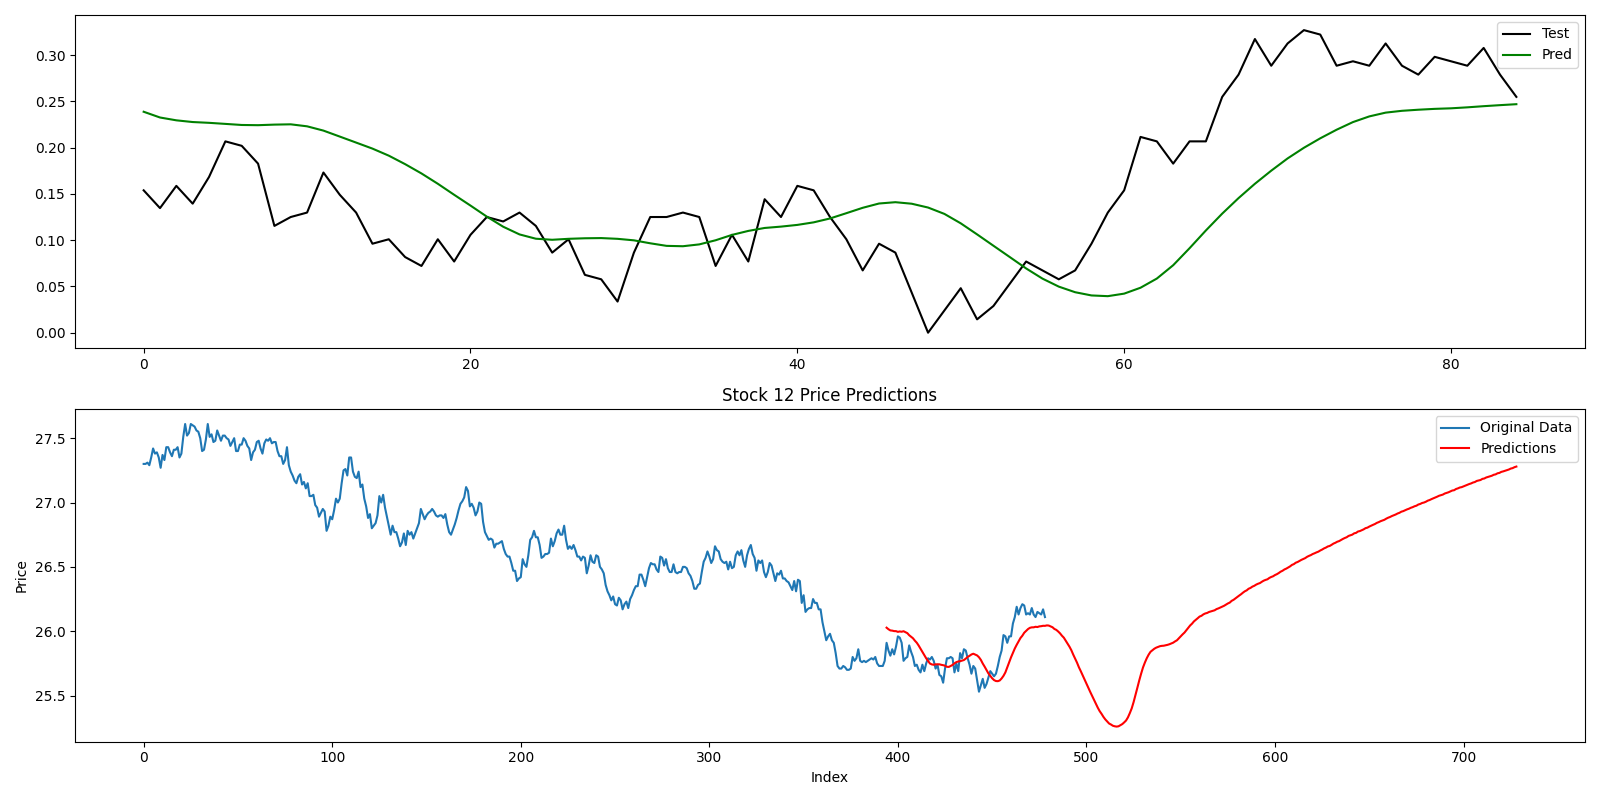 0.30
0.25
0.20
0.15
0.10
0.05
0.00
Test
Pred
0 20 40 60 80
Stock 12 Price Predictions
27.5
27.0
26.5
26.0
25.5
Price
Original Data
Predictions
0 100 200 300 400 500 600 700
Index